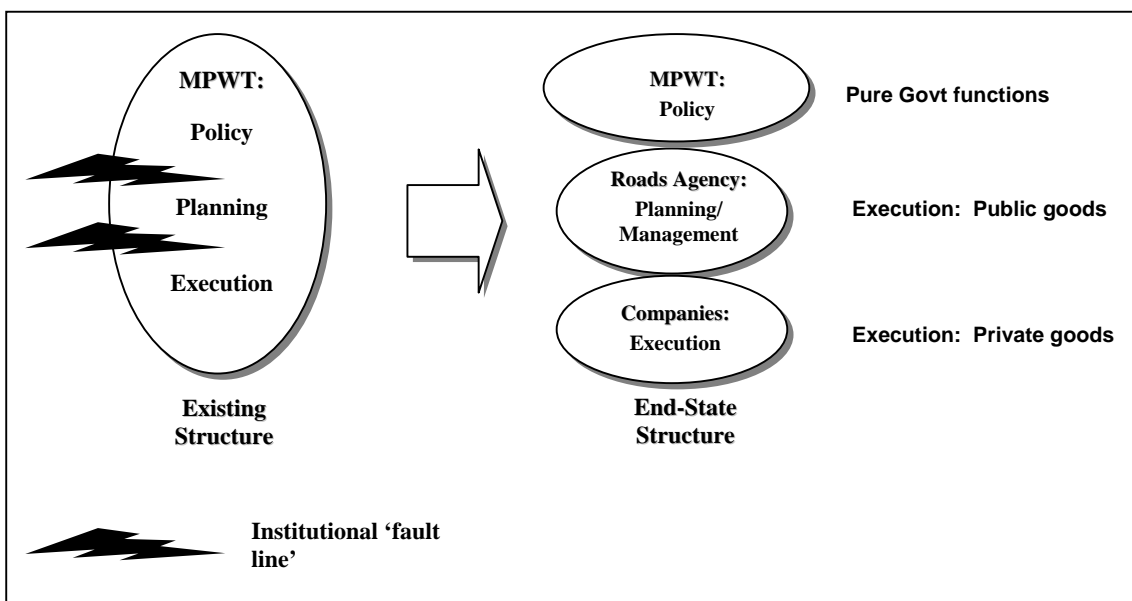 MPWT:
Policy
Planning
Execution
Existing
Structure
MPWT:
Policy
Pure Govt functions
Roads Agency:
Planning/
Management
Execution:  Public goods
Companies:
Execution
Execution:  Private goods
End-State
Structure
Institutional ‘fault
line’